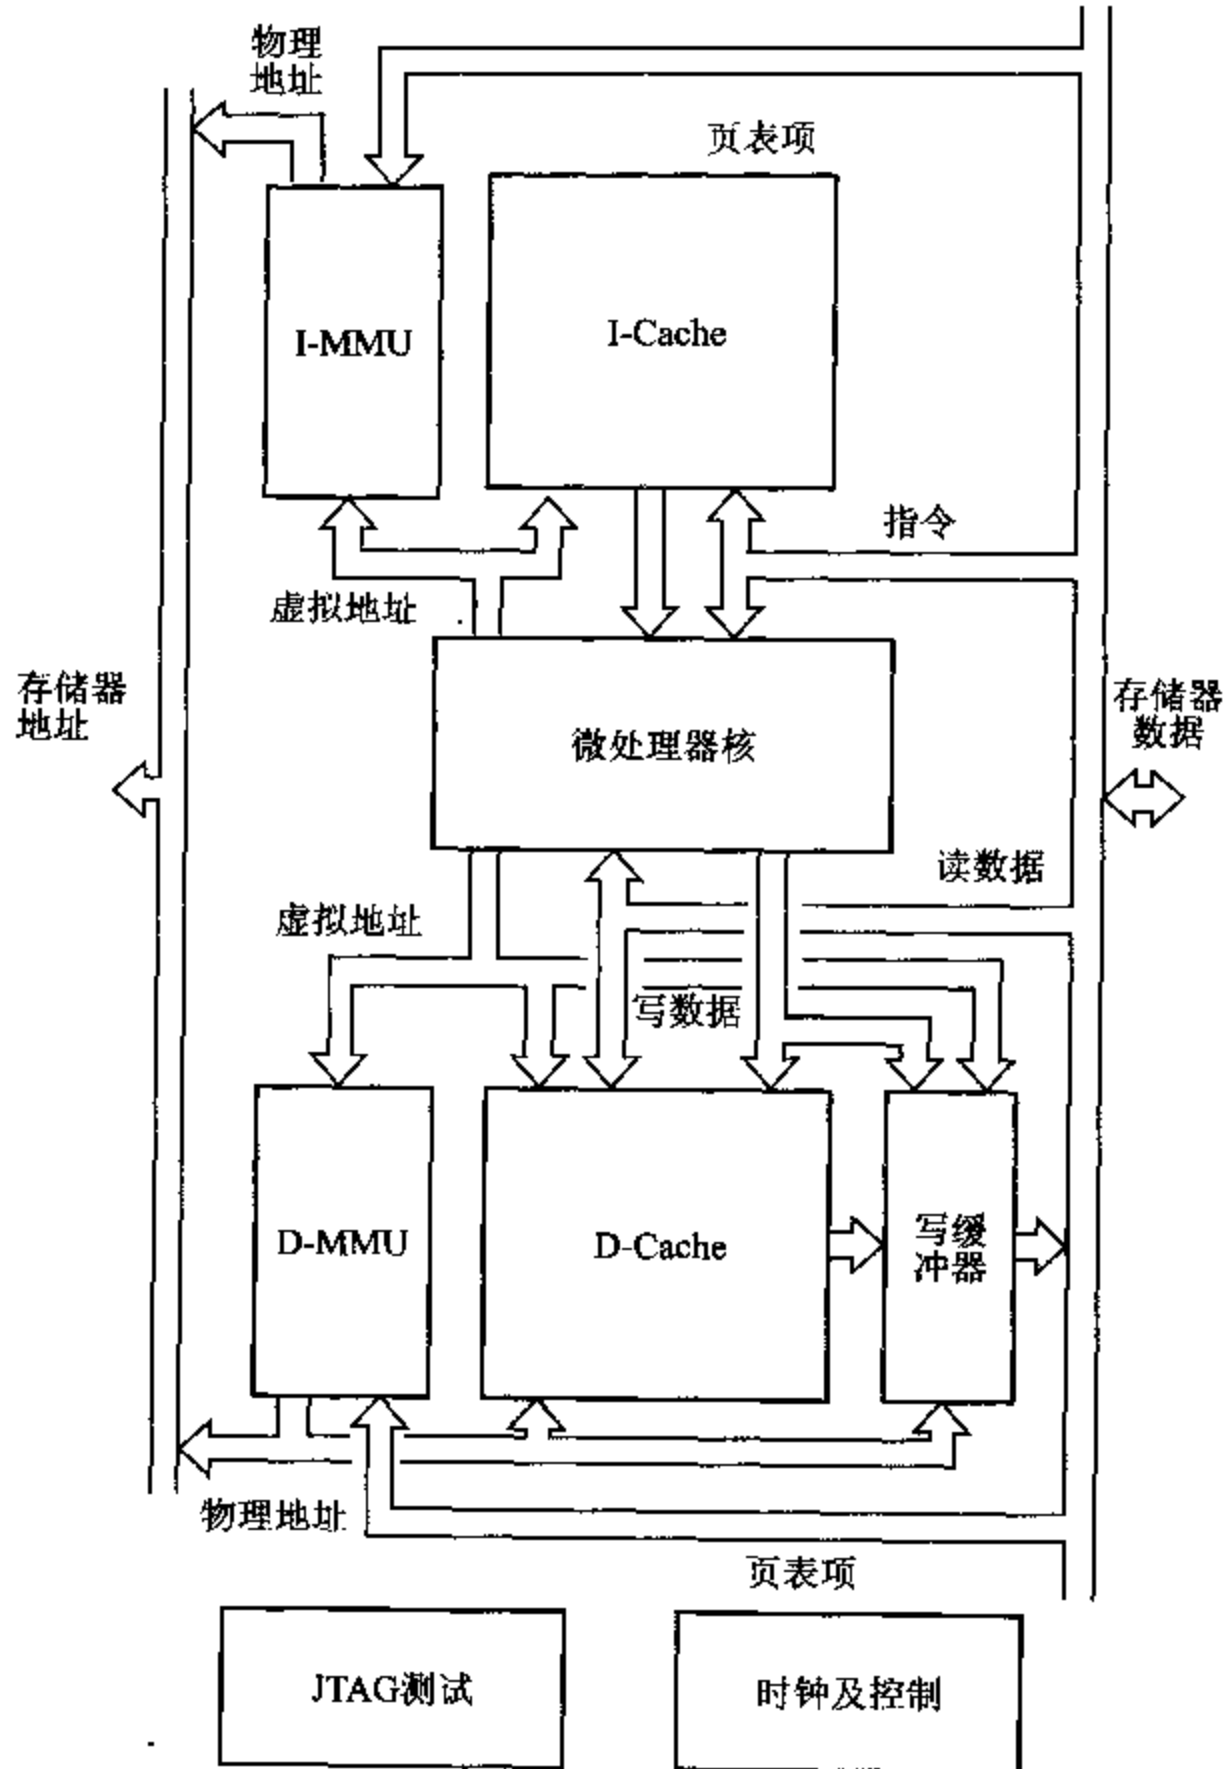 物理
地址
页表项
I-MMU
I-Cache
指令
虚拟地址
存储器
地址
微处理器核
存储器
数据
读数据
虚拟地址
写数据
D-MMU
D-Cache
写缓
冲器
物理地址
页表项
JTAG测试
时钟及控制